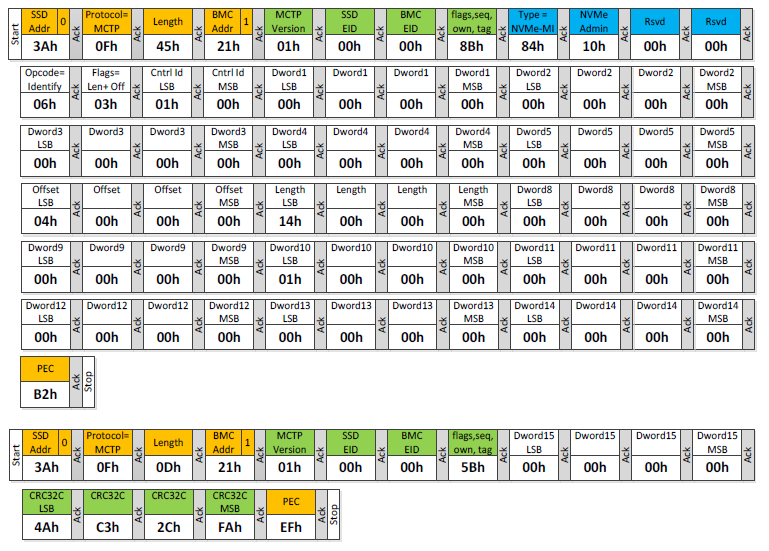 Start SSD Addr 0 Ack Protocol= MCTP Ack Length Ack BMC Addr 1 Ack MCTP Version Ack SSD EID Ack BMC EID Ack flags,seq, own, tag Ack Type = NVMe-MI Ack NVMe Admin Ack Rsvd Ack Rsvd Ack
3Ah 0Fh 45h 21h 01h 00h 00h 8Bh 84h 10h 00h 00h
Opcode= Identify Ack Flags= Len+ Off Ack Cntrl Id LSB Ack Cntrl Id MSB Ack Dword1 LSB Ack Dword1 Ack Dword1 Ack Dword1 MSB Ack Dword2 LSB Ack Dword2 Ack Dword2 Ack Dword2 MSB Ack
06h 03h 01h 00h 00h 00h 00h 00h 00h 00h 00h 00h
Dword3 LSB Ack Dword3 Ack Dword3 Ack Dword3 MSB Ack Dword4 LSB Ack Dword4 Ack Dword4 Ack Dword4 MSB Ack Dword5 LSB Ack Dword5 Ack Dword5 Ack Dword5 MSB Ack
00h 00h 00h 00h 00h 00h 00h 00h 00h 00h 00h 00h
Offset LSB Ack Offset Ack Offset Ack Offset MSB Ack Length LSB Ack Length Ack Length Ack Length MSB Ack Dword8 LSB Ack Dword8 Ack Dword8 Ack Dword8 MSB Ack
04h 00h 00h 00h 14h 00h 00h 00h 00h 00h 00h 00h
Dword9 LSB Ack Dword9 Ack Dword9 Ack Dword9 MSB Ack Dword10 LSB Ack Dword10 Ack Dword10 Ack Dword10 MSB Ack Dword11 LSB Ack Dword11 Ack Dword11 Ack Dword11 MSB Ack
00h 00h 00h 00h 01h 00h 00h 00h 00h 00h 00h 00h
Dword12 LSB Ack Dword12 Ack Dword12 Ack Dword12 MSB Ack Dword13 LSB Ack Dword13 Ack Dword13 Ack Dword13 MSB Ack Dword14 LSB Ack Dword14 Ack Dword14 Ack Dword14 MSB Ack
00h 00h 00h 00h 00h 00h 00h 00h 00h 00h 00h 00h
PEC Ack Stop
B2h
Start SSD Addr 0 Ack Protocol= MCTP Ack Length Ack BMC Addr 1 Ack MCTP Version Ack SSD EID Ack BMC EID Ack flags,seq, own, tag Ack Dword15 LSB Ack Dword15 Ack Dword15 Ack Dword15 MSB Ack
3Ah 0Fh 0Dh 21h 01h 00h 00h 5Bh 00h 00h 00h 00h
CRC32C LSB Ack CRC32C Ack CRC32C Ack CRC32C MSB Ack PEC Ack Stop
4Ah C3h 2Ch FAh EFh